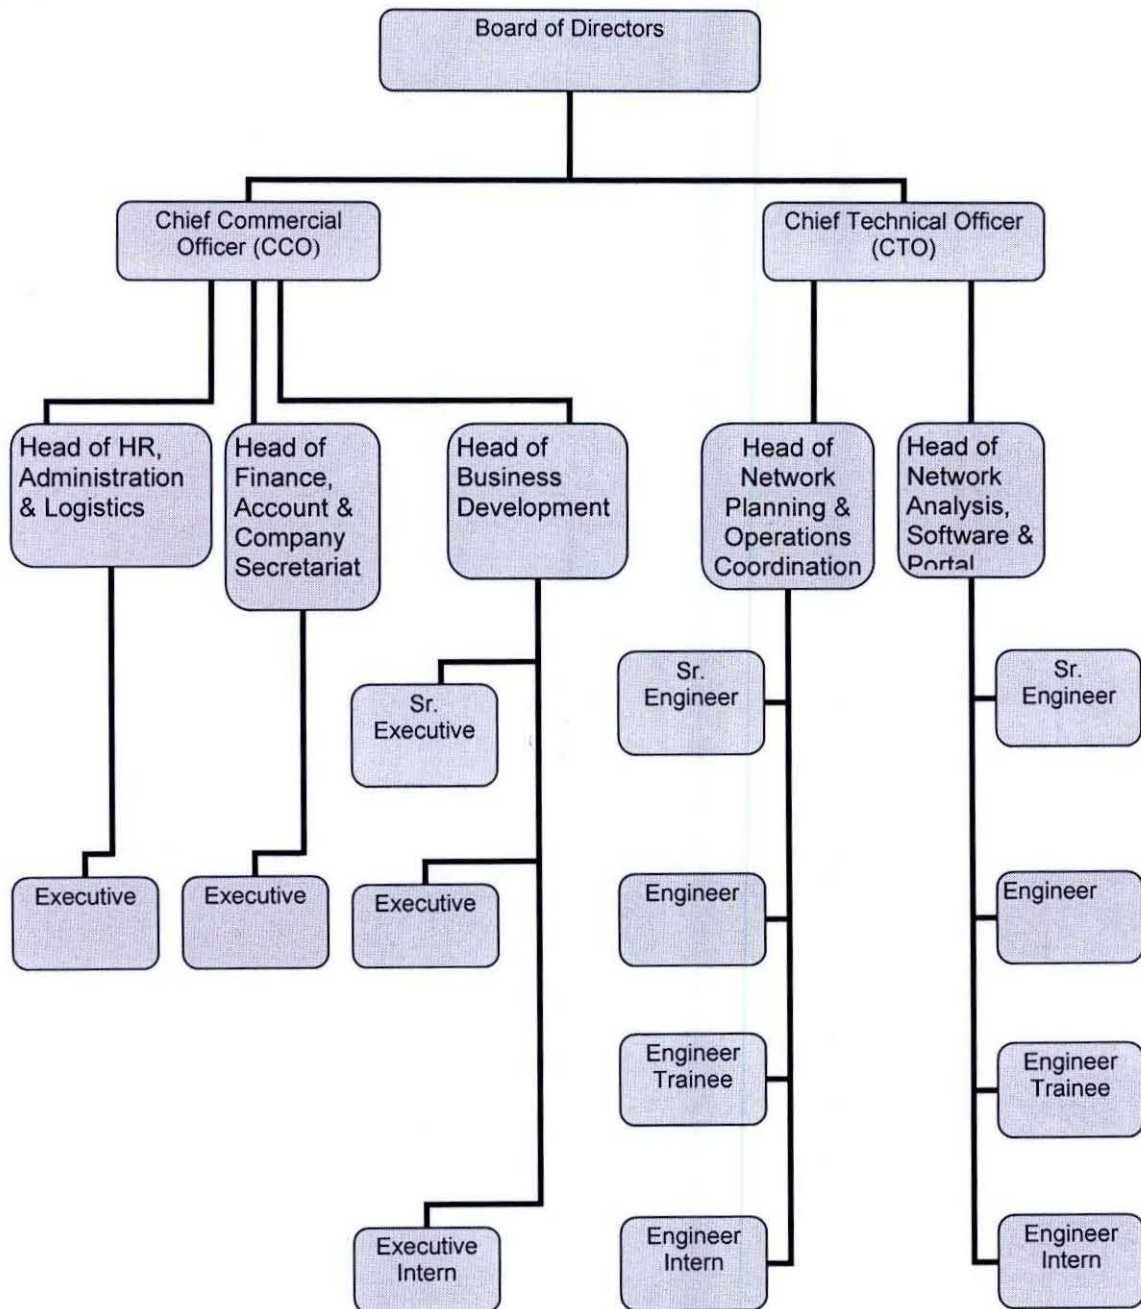 Board of Directors
Chief Commercial
Officer (CCO)
Chief Technical Officer
(CTO)
Head of HR,
Administration
& Logistics
Head of
Finance,
Account &
Company
Secretariat
Head of
Business
Development
Head of
Network
Planning &
Operations
Coordination
Head of
Network
Analysis,
Software &
Portal
Sr.
Executive
Sr.
Engineer
Sr.
Engineer
Executive
Executive
Executive
Engineer
Engineer
Engineer
Trainee
Engineer
Trainee
Executive
Intern
Engineer
Intern
Engineer
Intern